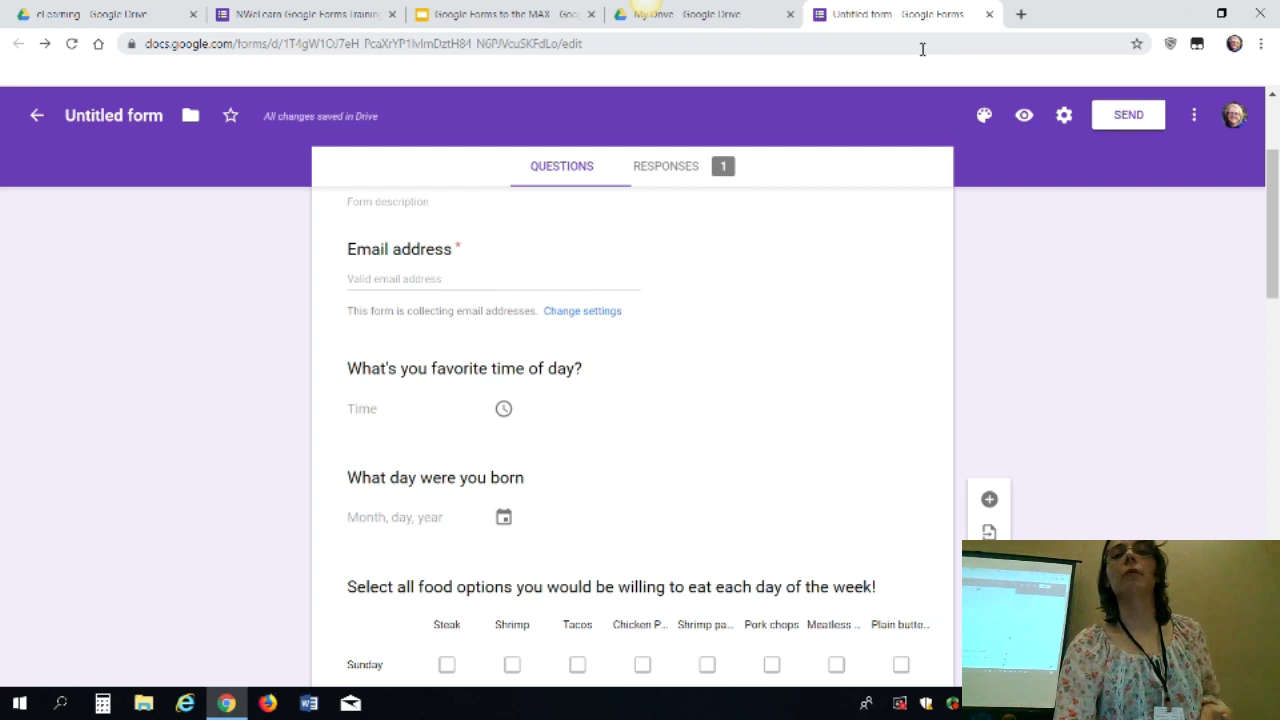 eLearning - Google Drive
NWeLearn Google Forms Training
Google Forms to the MAX - Goo
My Drive - Google Drive
Untitled form - Google Forms
Untitled form
All changes saved in Drive
SEND
QUESTIONS
RESPONSES 1
Form description
Email address *
Valid email address
This form is collecting email addresses. Change settings
What's you favorite time of day?
Time
What day were you born
Month, day, year
Select all food options you would be willing to eat each day of the week!
Steak Shrimp Tacos Chicken P... Shrimp pa... Pork chops Meatless ... Plain butte...
Sunday